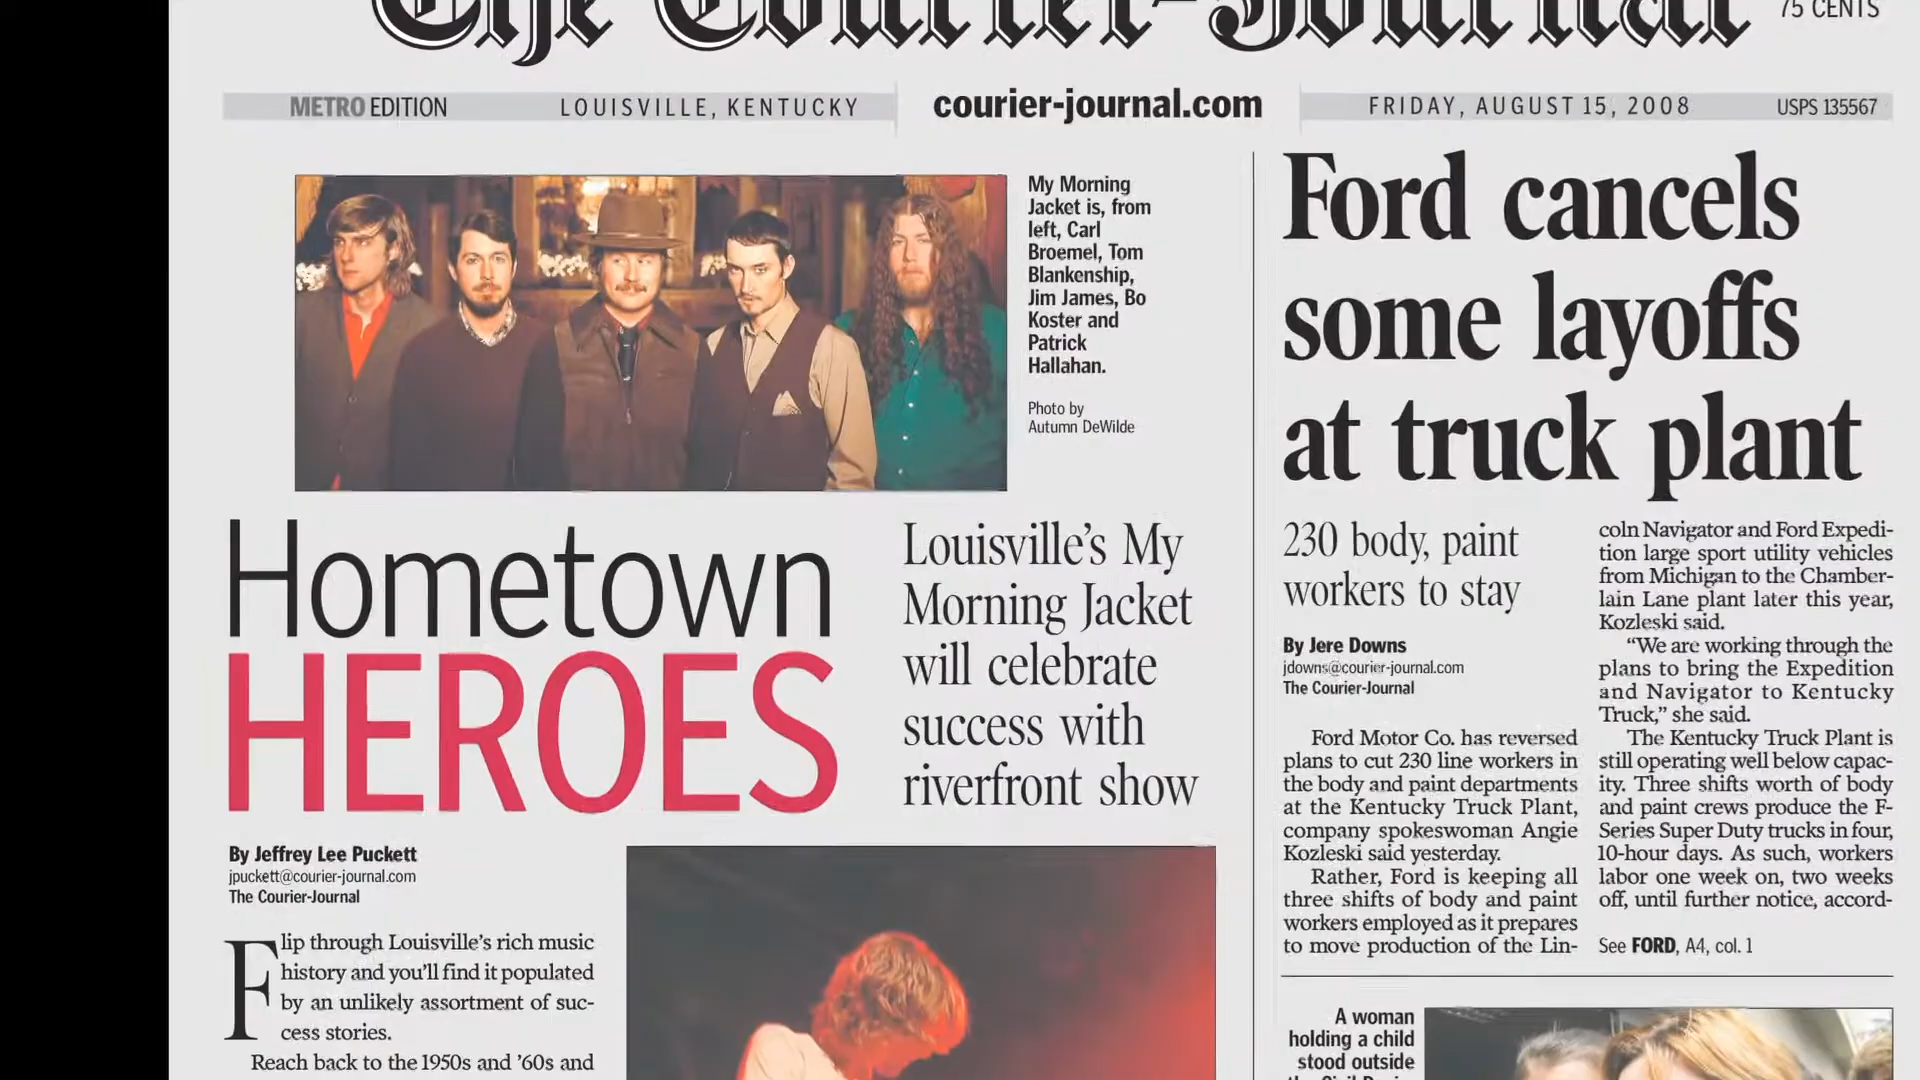 The Courier-Journal
75 CENTS
METRO EDITION
LOUISVILLE, KENTUCKY
courier-journal.com
FRIDAY, AUGUST 15, 2008
USPS 135567
My Morning
Jacket is, from
left, Carl
Broemel, Tom
Blankenship,
Jim James, Bo
Koster and
Patrick
Hallahan.
Photo by
Autumn DeWilde
Hometown
HEROES
Louisville's My
Morning Jacket
will celebrate
success with
riverfront show
By Jeffrey Lee Puckett
jpuckett@courier-journal.com
The Courier-Journal
Flip through Louisville's rich music
history and you'll find it populated
by an unlikely assortment of suc-
cess stories.
Reach back to the 1950s and '60s and
Ford cancels
some layoffs
at truck plant
230 body, paint
workers to stay
By Jere Downs
jdowns@courier-journal.com
The Courier-Journal
Ford Motor Co. has reversed
plans to cut 230 line workers in
the body and paint departments
at the Kentucky Truck Plant,
company spokeswoman Angie
Kozleski said yesterday.
Rather, Ford is keeping all
three shifts of body and paint
workers employed as it prepares
to move production of the Lin-
coln Navigator and Ford Expedi-
tion large sport utility vehicles
from Michigan to the Chamber-
lain Lane plant later this year,
Kozleski said.
"We are working through the
plans to bring the Expedition
and Navigator to Kentucky
Truck," she said.
The Kentucky Truck Plant is
still operating well below capac-
ity. Three shifts worth of body
and paint crews produce the F-
Series Super Duty trucks in four,
10-hour days. As such, workers
labor one week on, two weeks
off, until further notice, accord-
See FORD, A4, col. 1
A woman
holding a child
stood outside